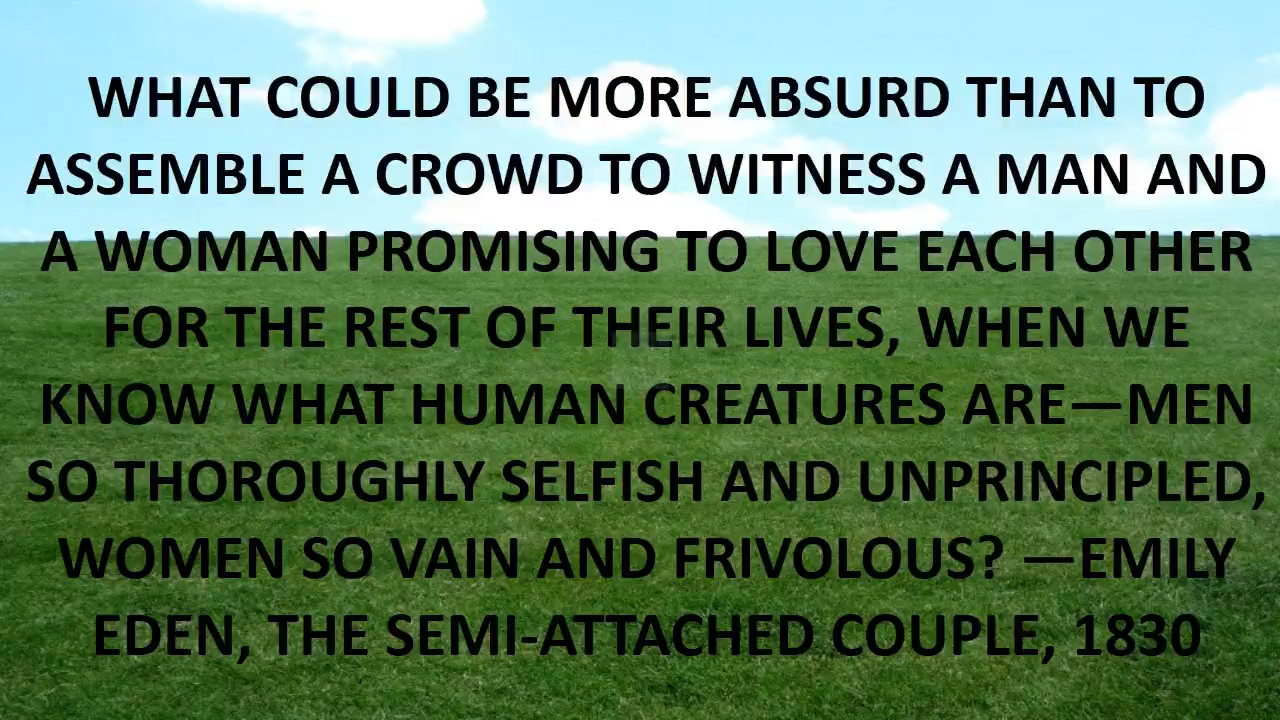 WHAT COULD BE MORE ABSURD THAN TO
ASSEMBLE A CROWD TO WITNESS A MAN AND
A WOMAN PROMISING TO LOVE EACH OTHER
FOR THE REST OF THEIR LIVES, WHEN WE
KNOW WHAT HUMAN CREATURES ARE—MEN
SO THOROUGHLY SELFISH AND UNPRINCIPLED,
WOMEN SO VAIN AND FRIVOLOUS? —EMILY
EDEN, THE SEMI-ATTACHED COUPLE, 1830